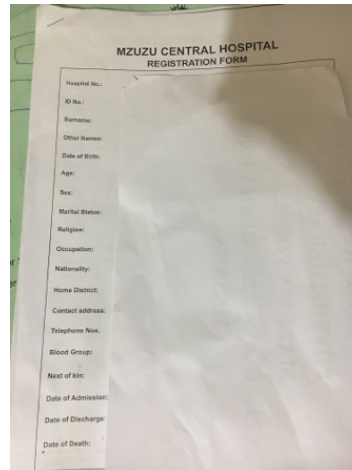 MZUZU CENTRAL HOSPITAL
REGISTRATION FORM
Hospital No.:
ID No.:
Surname:
Other Names:
Date of Birth:
Age:
Sex:
Marital Status:
Religion:
Occupation:
Nationality:
Home District:
Contact address:
Telephone Nos.
Blood Group:
Next of kin:
Date of Admission:
Date of Discharge:
Date of Death: